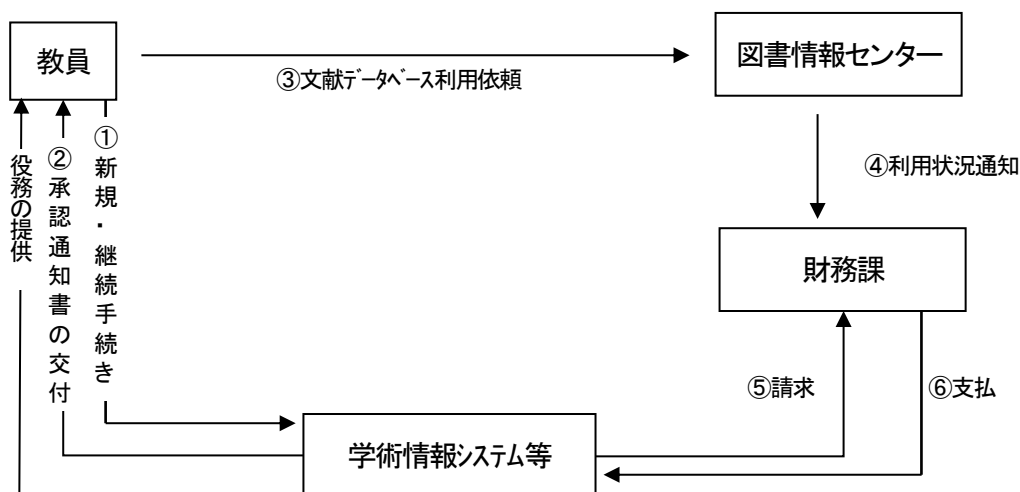 教員
図書情報センター
③文献データベース利用依頼
①新規・継続手続き
②承認通知書の交付
役務の提供
④利用状況通知
財務課
⑤請求
⑥支払
学術情報システム等